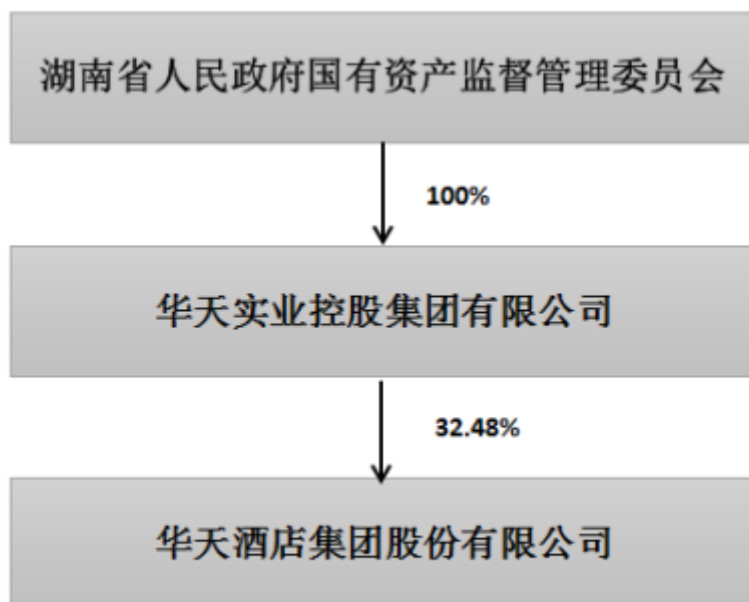 湖南省人民政府国有资产监督管理委员会
100%
华天实业控股集团有限公司
32.48%
华天酒店集团股份有限公司